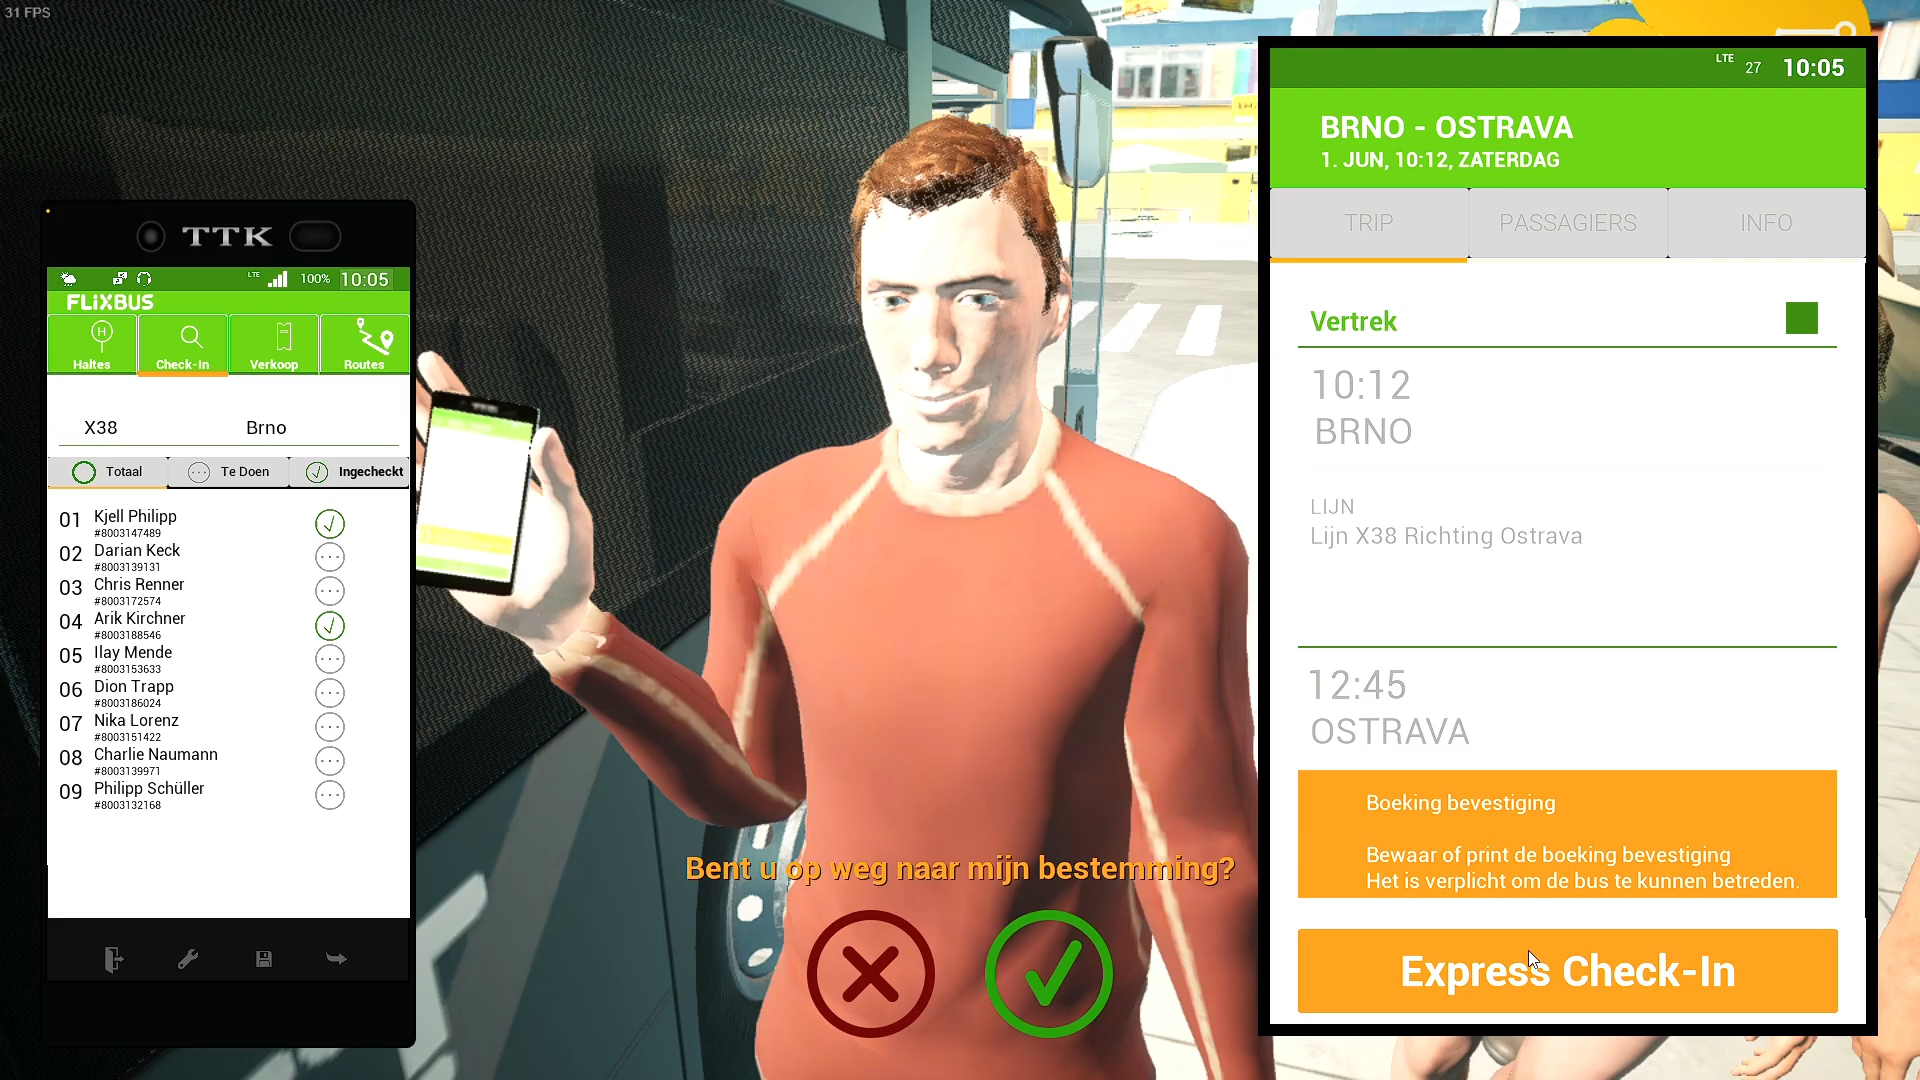 31 FPS
TTK
LTE
100%
10:05
FLiXBUS
Haltes
Check-In
Verkoop
Routes
X38
Brno
Totaal
Te Doen
Ingecheckt
01 Kjell Philipp
#8003147489
02 Darian Keck
#8003139131
03 Chris Renner
#8003172574
04 Arik Kirchner
#8003188546
05 Ilay Mende
#8003153633
06 Dion Trapp
#8003186024
07 Nika Lorenz
#8003151422
08 Charlie Naumann
#8003139971
09 Philipp Schüller
#8003132168
Bent u op weg naar mijn bestemming?
LTE
27
10:05
BRNO - OSTRAVA
1. JUN, 10:12, ZATERDAG
TRIP
PASSAGIERS
INFO
Vertrek
10:12
BRNO
LIJN
Lijn X38 Richting Ostrava
12:45
OSTRAVA
Boeking bevestiging
Bewaar of print de boeking bevestiging
Het is verplicht om de bus te kunnen betreden.
Express Check-In